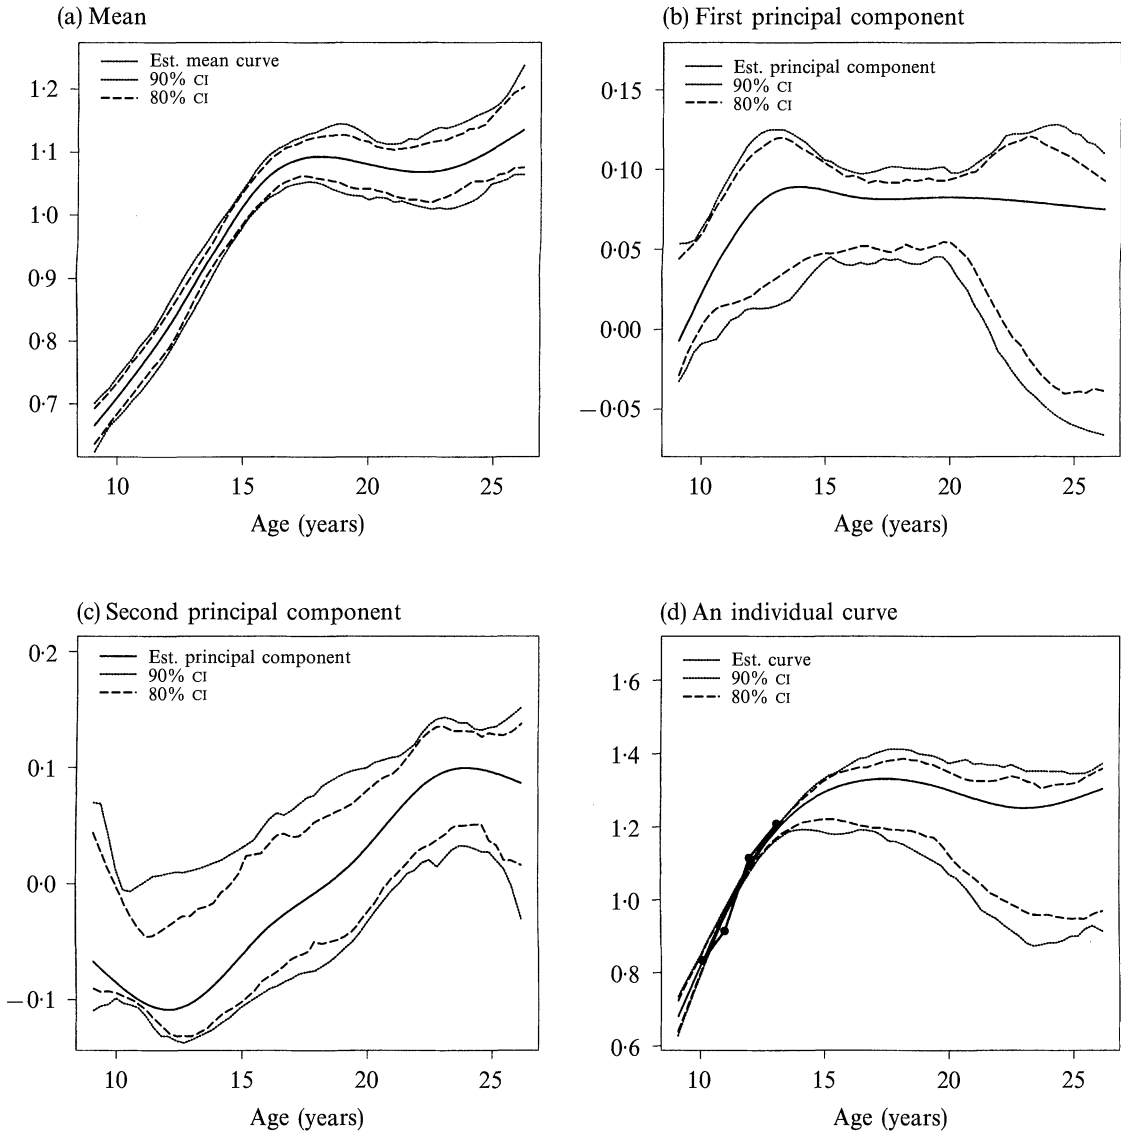 (a) Mean
Est. mean curve
90% CI
80% CI
1·2
1·1
1·0
0·9
0·8
0·7
10 15 20 25
Age (years)
(b) First principal component
Est. principal component
90% CI
80% CI
0·15
0·10
0·05
0·00
−0·05
10 15 20 25
Age (years)
(c) Second principal component
Est. principal component
90% CI
80% CI
0·2
0·1
0·0
−0·1
10 15 20 25
Age (years)
(d) An individual curve
Est. curve
90% CI
80% CI
1·6
1·4
1·2
1·0
0·8
0·6
10 15 20 25
Age (years)